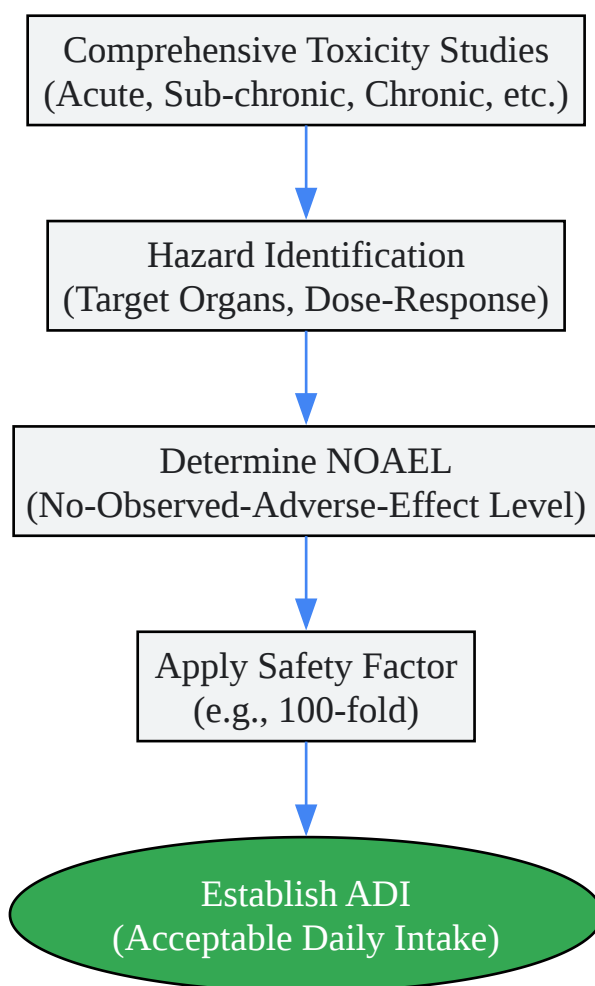 Comprehensive Toxicity Studies
(Acute, Sub-chronic, Chronic, etc.)
Hazard Identification
(Target Organs, Dose-Response)
Determine NOAEL
(No-Observed-Adverse-Effect Level)
Apply Safety Factor
(e.g., 100-fold)
Establish ADI
(Acceptable Daily Intake)